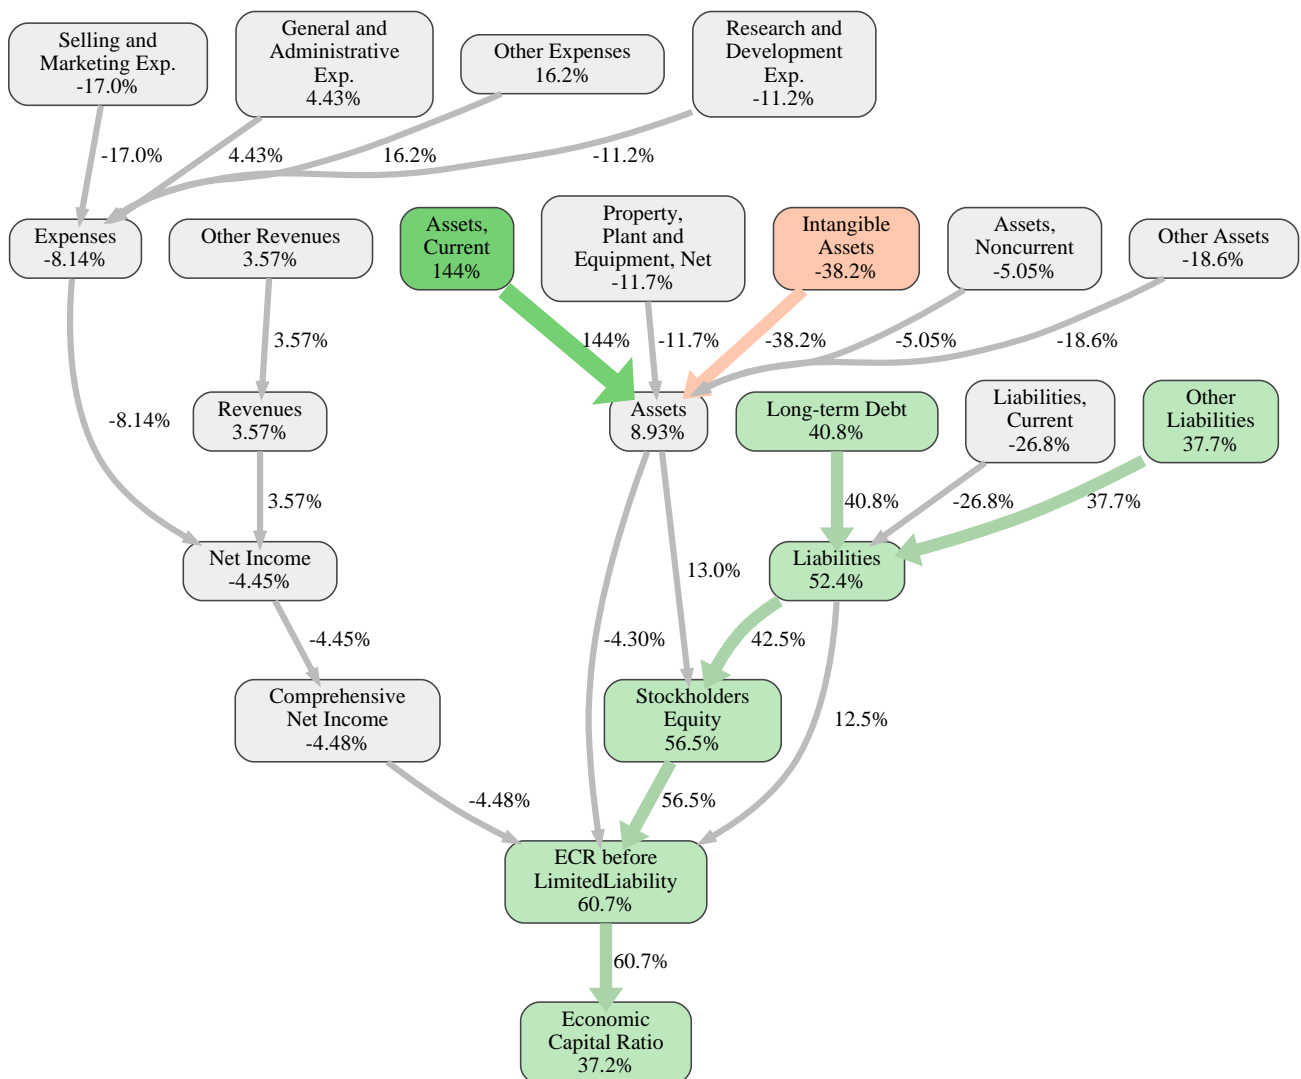 Selling and
Marketing Exp.
-17.0%
General and
Administrative
Exp.
4.43%
Other Expenses
16.2%
Research and
Development
Exp.
-11.2%
-17.0%
4.43%
16.2%
-11.2%
Expenses
-8.14%
Other Revenues
3.57%
Assets,
Current
144%
Property,
Plant and
Equipment, Net
-11.7%
Intangible
Assets
-38.2%
Assets,
Noncurrent
-5.05%
Other Assets
-18.6%
3.57%
144%
-11.7%
-38.2%
-5.05%
-18.6%
-8.14%
Revenues
3.57%
Assets
8.93%
Long-term Debt
40.8%
Liabilities,
Current
-26.8%
Other
Liabilities
37.7%
3.57%
40.8%
-26.8%
37.7%
Net Income
-4.45%
13.0%
Liabilities
52.4%
-4.45%
-4.30%
42.5%
Comprehensive
Net Income
-4.48%
Stockholders
Equity
56.5%
12.5%
-4.48%
56.5%
ECR before
LimitedLiability
60.7%
60.7%
Economic
Capital Ratio
37.2%